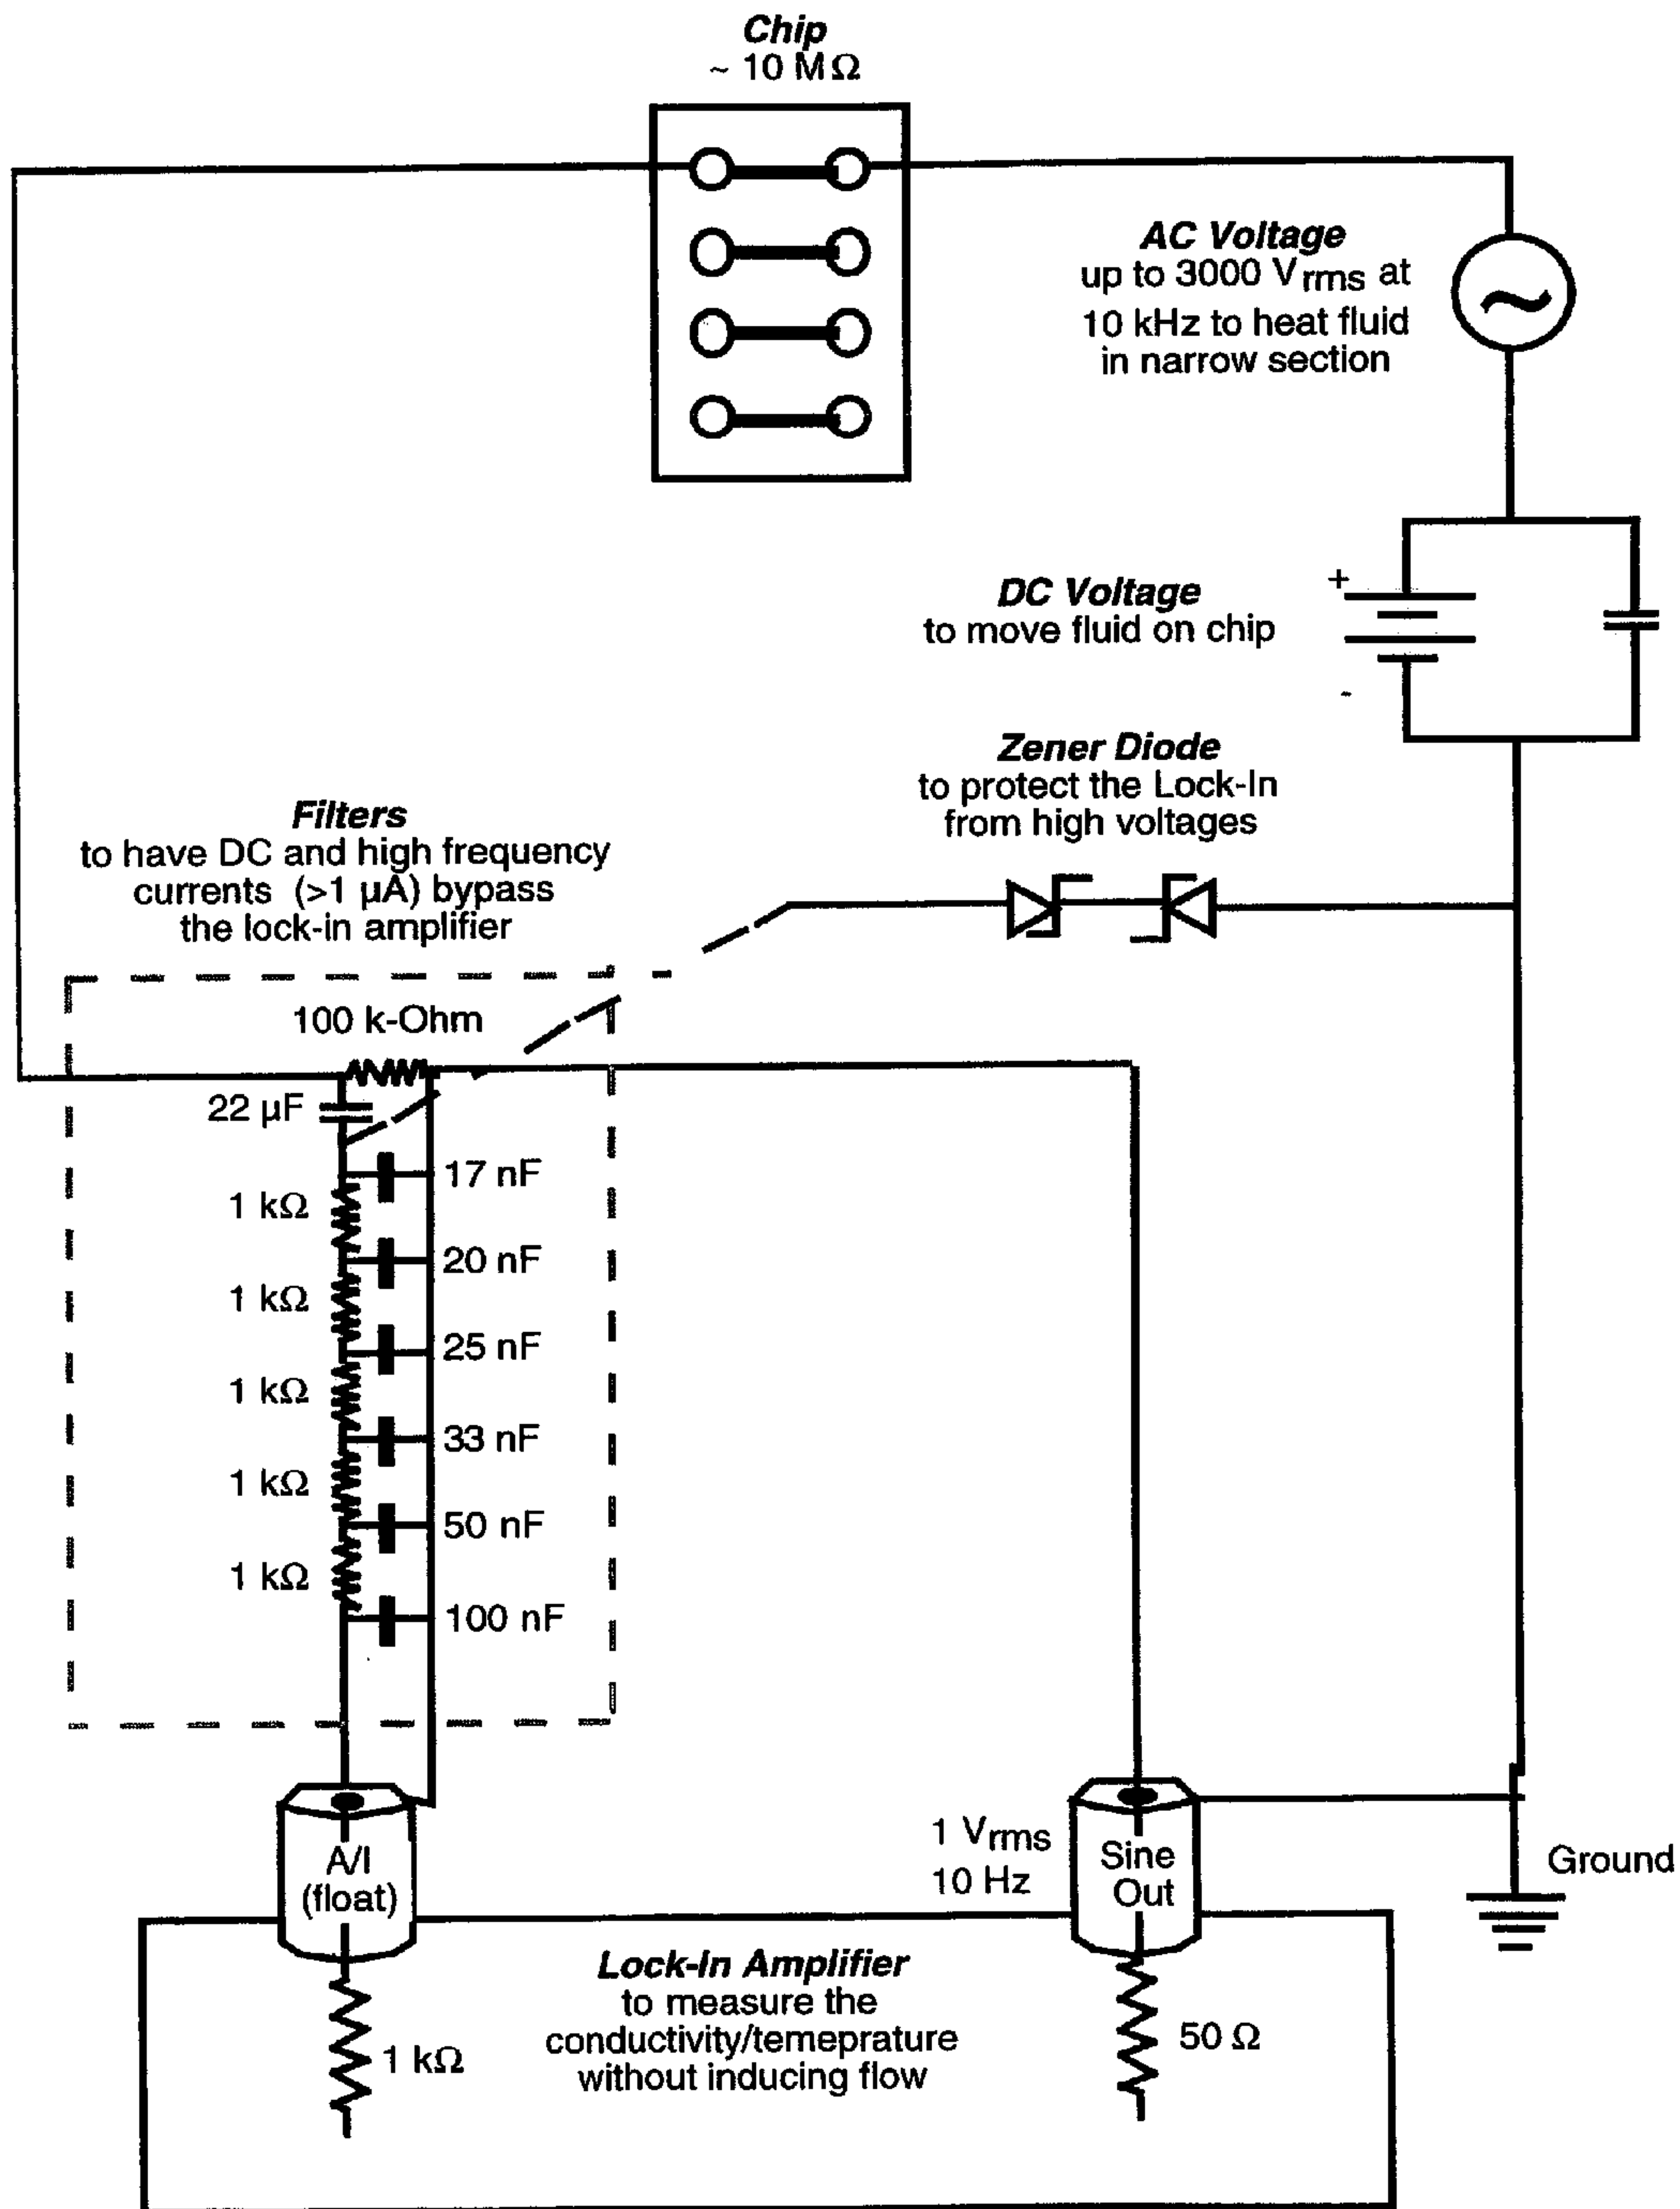 Chip
~ 10 MΩ
AC Voltage
up to 3000 Vrms at
10 kHz to heat fluid
in narrow section
+
DC Voltage
to move fluid on chip
-
Zener Diode
to protect the Lock-In
from high voltages
Filters
to have DC and high frequency
currents (>1 µA) bypass
the lock-in amplifier
100 k-Ohm
22 µF
17 nF
1 kΩ
20 nF
1 kΩ
25 nF
1 kΩ
33 nF
1 kΩ
50 nF
1 kΩ
100 nF
A/I
(float)
1 Vrms
10 Hz
Sine
Out
Ground
Lock-In Amplifier
to measure the
conductivity/temeprature
without inducing flow
1 kΩ
50 Ω